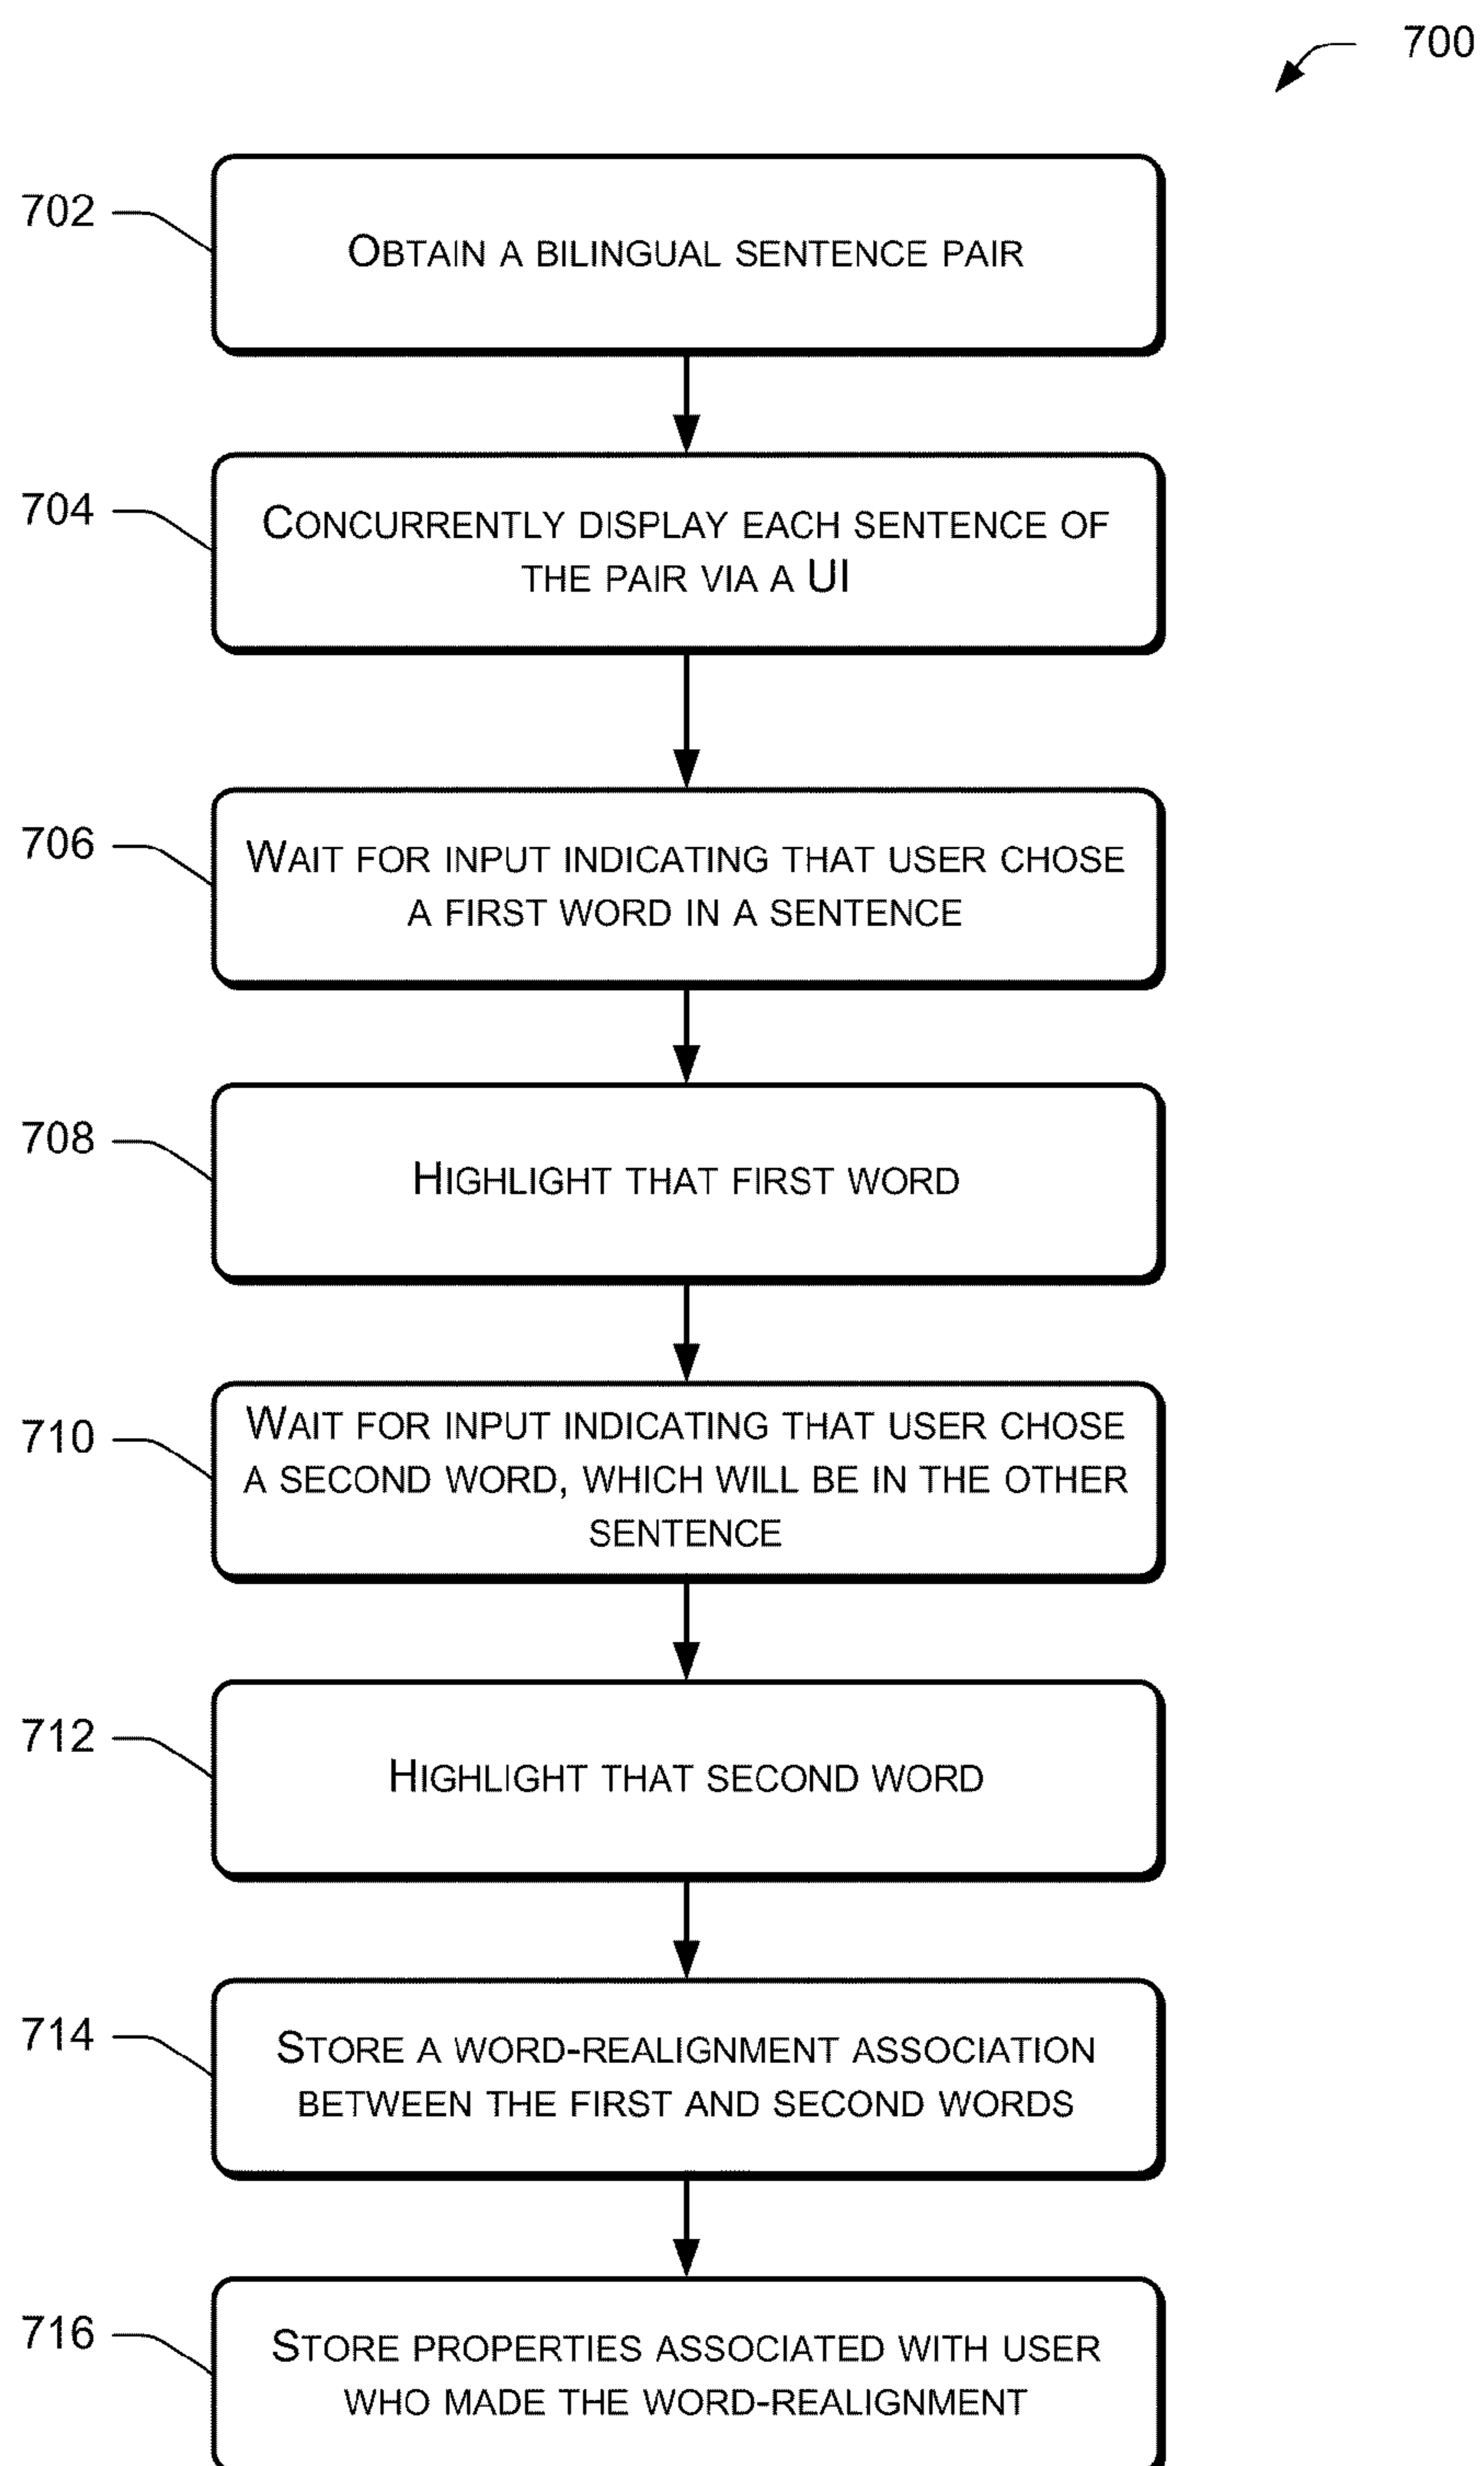 700
702
OBTAIN A BILINGUAL SENTENCE PAIR
704
CONCURRENTLY DISPLAY EACH SENTENCE OF
THE PAIR VIA A UI
706
WAIT FOR INPUT INDICATING THAT USER CHOSE
A FIRST WORD IN A SENTENCE
708
HIGHLIGHT THAT FIRST WORD
710
WAIT FOR INPUT INDICATING THAT USER CHOSE
A SECOND WORD, WHICH WILL BE IN THE OTHER
SENTENCE
712
HIGHLIGHT THAT SECOND WORD
714
STORE A WORD-REALIGNMENT ASSOCIATION
BETWEEN THE FIRST AND SECOND WORDS
716
STORE PROPERTIES ASSOCIATED WITH USER
WHO MADE THE WORD-REALIGNMENT